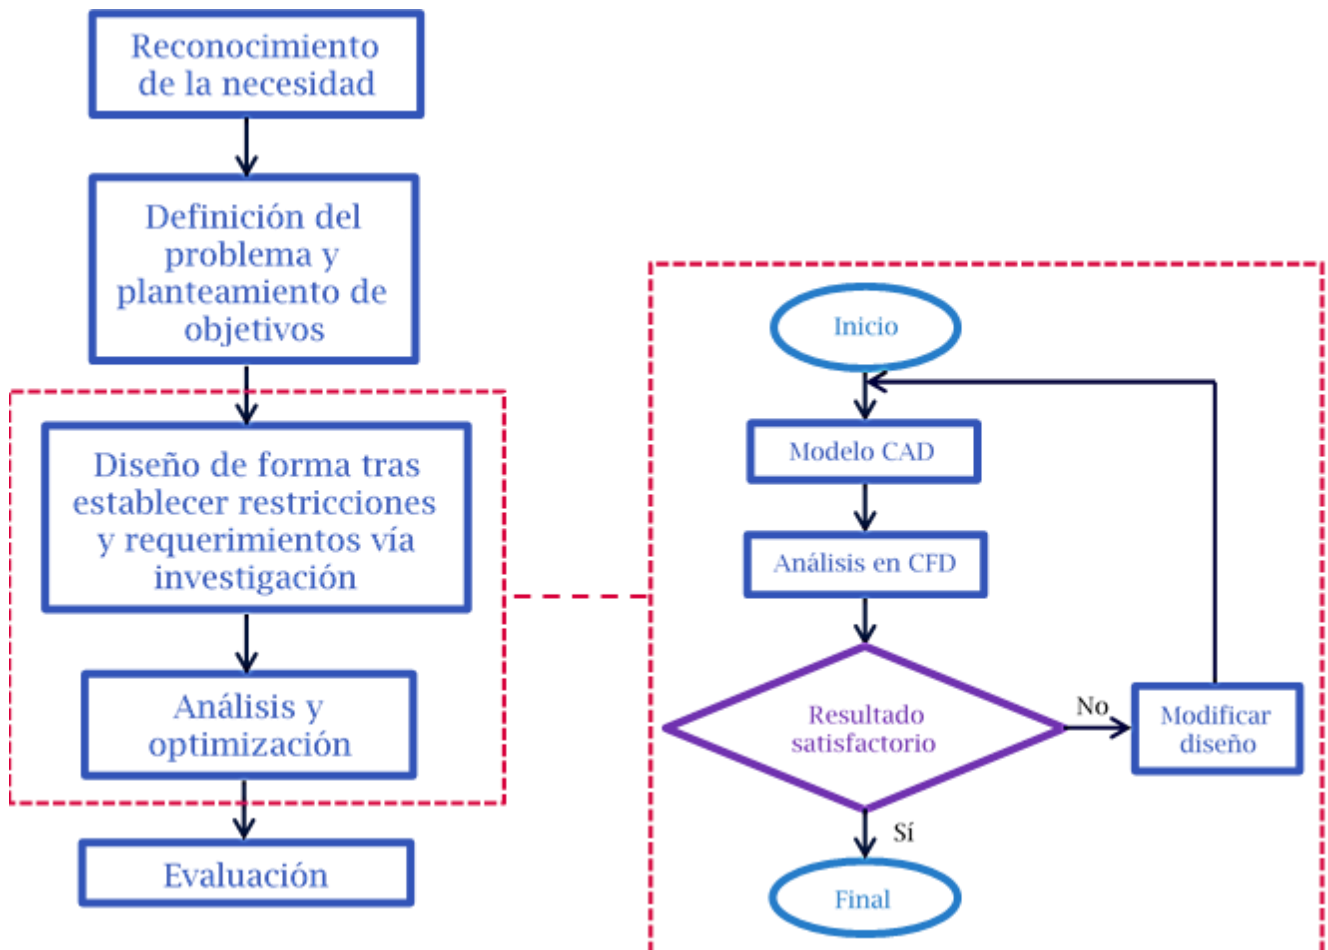 Reconocimiento
de la necesidad
Definición del
problema y
planteamiento de
objetivos
Diseño de forma tras
establecer restricciones
y requerimientos vía
investigación
Análisis y
optimización
Evaluación
Inicio
Modelo CAD
Análisis en CFD
Resultado
satisfactorio
No
Modificar
diseño
Sí
Final